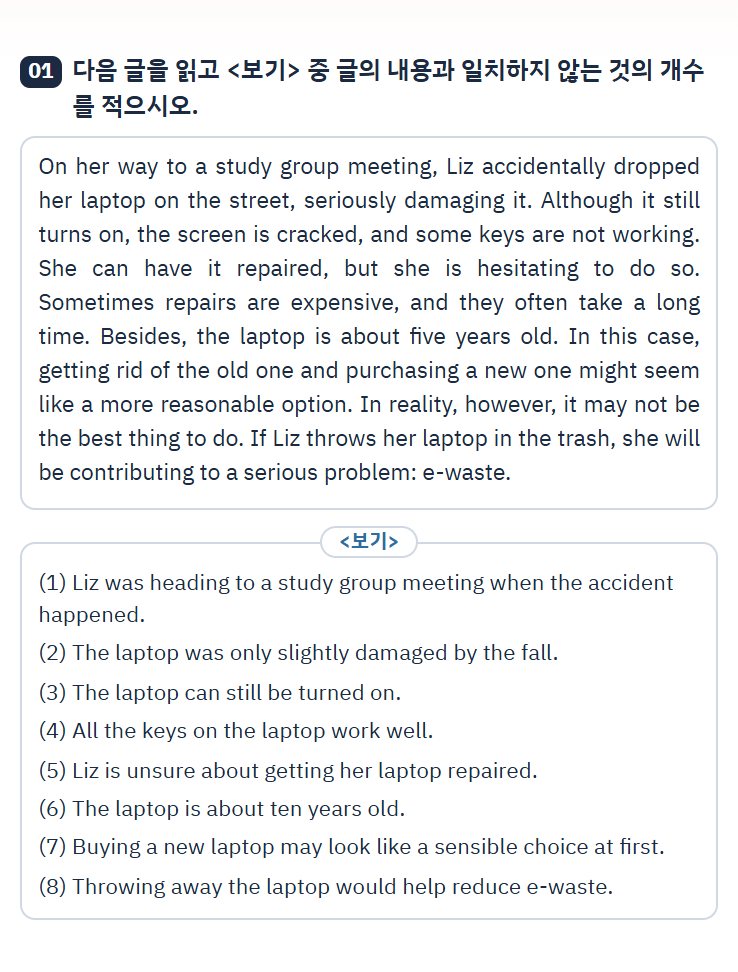 01 다음 글을 읽고 <보기> 중 글의 내용과 일치하지 않는 것의 개수
를 적으시오.
On her way to a study group meeting, Liz accidentally dropped
her laptop on the street, seriously damaging it. Although it still
turns on, the screen is cracked, and some keys are not working.
She can have it repaired, but she is hesitating to do so.
Sometimes repairs are expensive, and they often take a long
time. Besides, the laptop is about five years old. In this case,
getting rid of the old one and purchasing a new one might seem
like a more reasonable option. In reality, however, it may not be
the best thing to do. If Liz throws her laptop in the trash, she will
be contributing to a serious problem: e-waste.
<보기>
(1) Liz was heading to a study group meeting when the accident
happened.
(2) The laptop was only slightly damaged by the fall.
(3) The laptop can still be turned on.
(4) All the keys on the laptop work well.
(5) Liz is unsure about getting her laptop repaired.
(6) The laptop is about ten years old.
(7) Buying a new laptop may look like a sensible choice at first.
(8) Throwing away the laptop would help reduce e-waste.